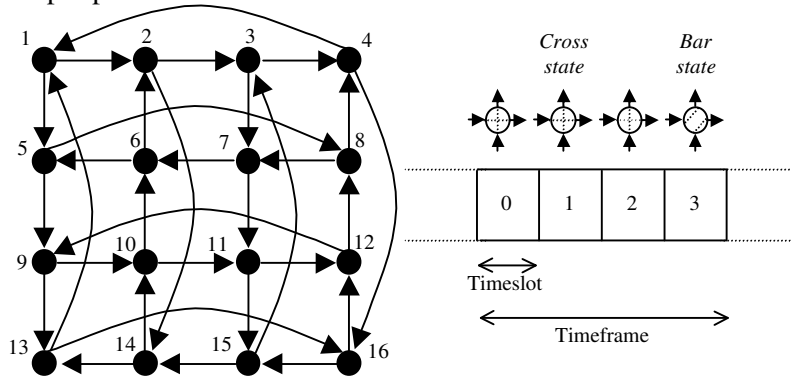 1 2 3 4
5 6 7 8
9 10 11 12
13 14 15 16
Cross
state
Bar
state
0 1 2 3
Timeslot
Timeframe